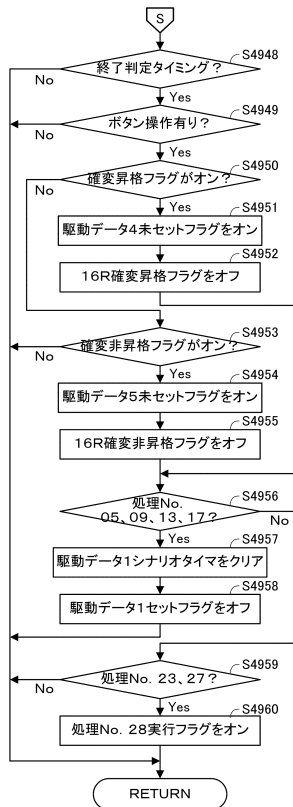 S
S4948
終了判定タイミング？
No
Yes
S4949
ボタン操作有り？
No
Yes
S4950
確変昇格フラグがオン？
No
Yes
S4951
駆動データ4未セットフラグをオン
S4952
16R確変昇格フラグをオフ
S4953
確変非昇格フラグがオン？
No
Yes
S4954
駆動データ5未セットフラグをオン
S4955
16R確変非昇格フラグをオフ
S4956
処理No.
05、09、13、17？
No
Yes
S4957
駆動データ1シナリオタイマをクリア
S4958
駆動データ1セットフラグをオフ
S4959
処理No. 23、27？
No
Yes
S4960
処理No. 28実行フラグをオン
RETURN